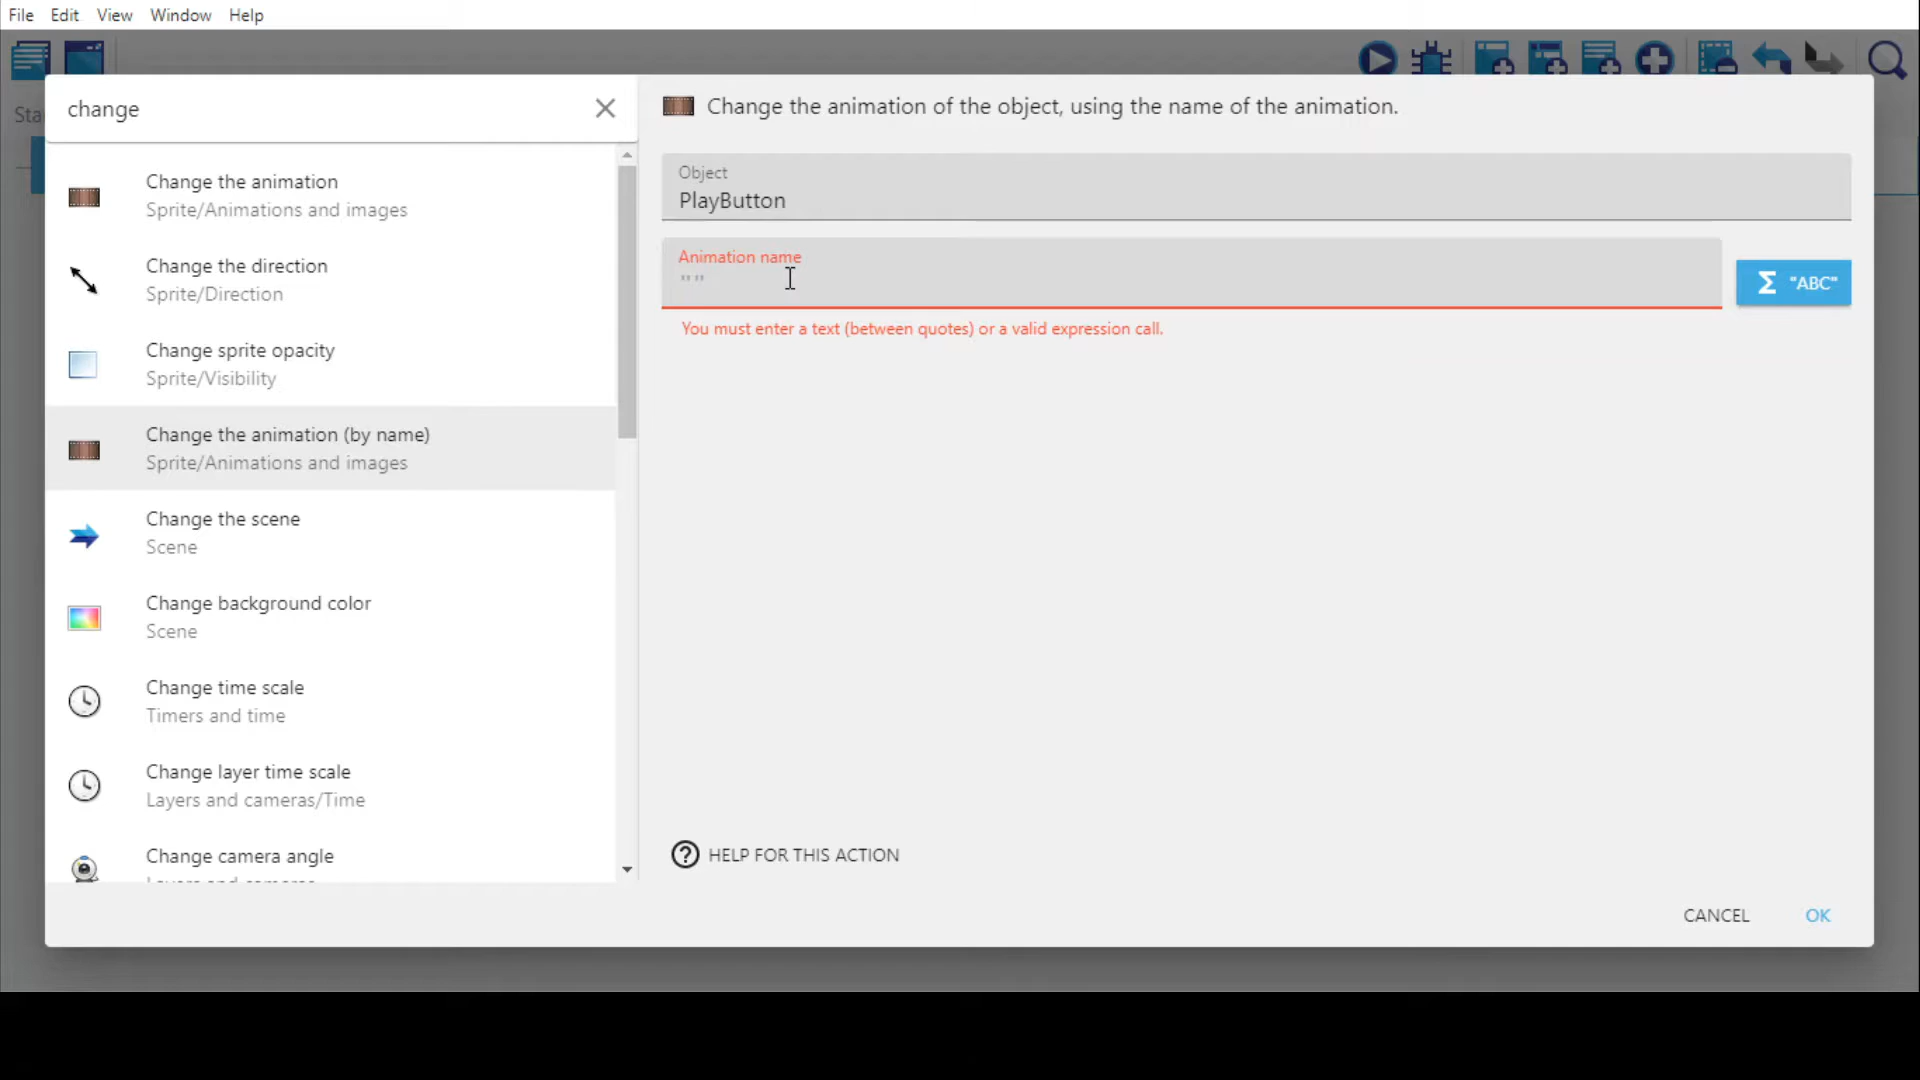 File Edit View Window Help
Sta
change
Change the animation of the object, using the name of the animation.
Change the animation
Sprite/Animations and images
Change the direction
Sprite/Direction
Change sprite opacity
Sprite/Visibility
Change the animation (by name)
Sprite/Animations and images
Change the scene
Scene
Change background color
Scene
Change time scale
Timers and time
Change layer time scale
Layers and cameras/Time
Change camera angle
Layers and cameras
Object
PlayButton
Animation name
""
Σ "ABC"
You must enter a text (between quotes) or a valid expression call.
? HELP FOR THIS ACTION
CANCEL OK